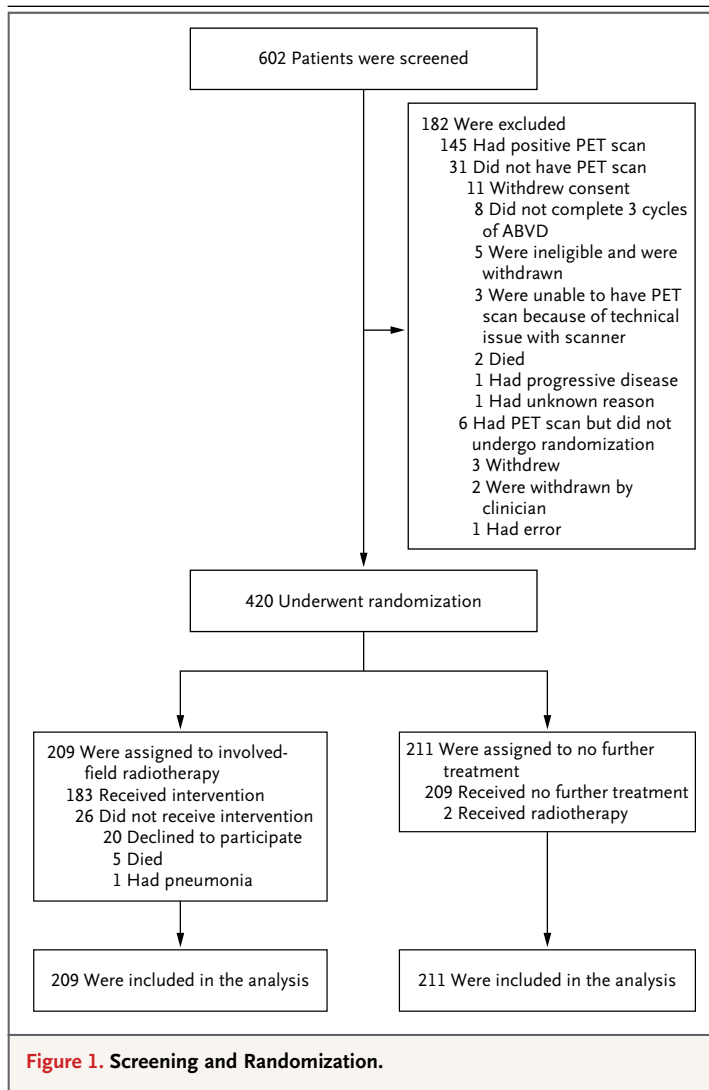 602 Patients were screened
182 Were excluded
145 Had positive PET scan
31 Did not have PET scan
11 Withdrew consent
8 Did not complete 3 cycles
of ABVD
5 Were ineligible and were
withdrawn
3 Were unable to have PET
scan because of technical
issue with scanner
2 Died
1 Had progressive disease
1 Had unknown reason
6 Had PET scan but did not
undergo randomization
3 Withdrew
2 Were withdrawn by
clinician
1 Had error
420 Underwent randomization
209 Were assigned to involved-
field radiotherapy
183 Received intervention
26 Did not receive intervention
20 Declined to participate
5 Died
1 Had pneumonia
211 Were assigned to no further
treatment
209 Received no further treatment
2 Received radiotherapy
209 Were included in the analysis
211 Were included in the analysis
Figure 1. Screening and Randomization.